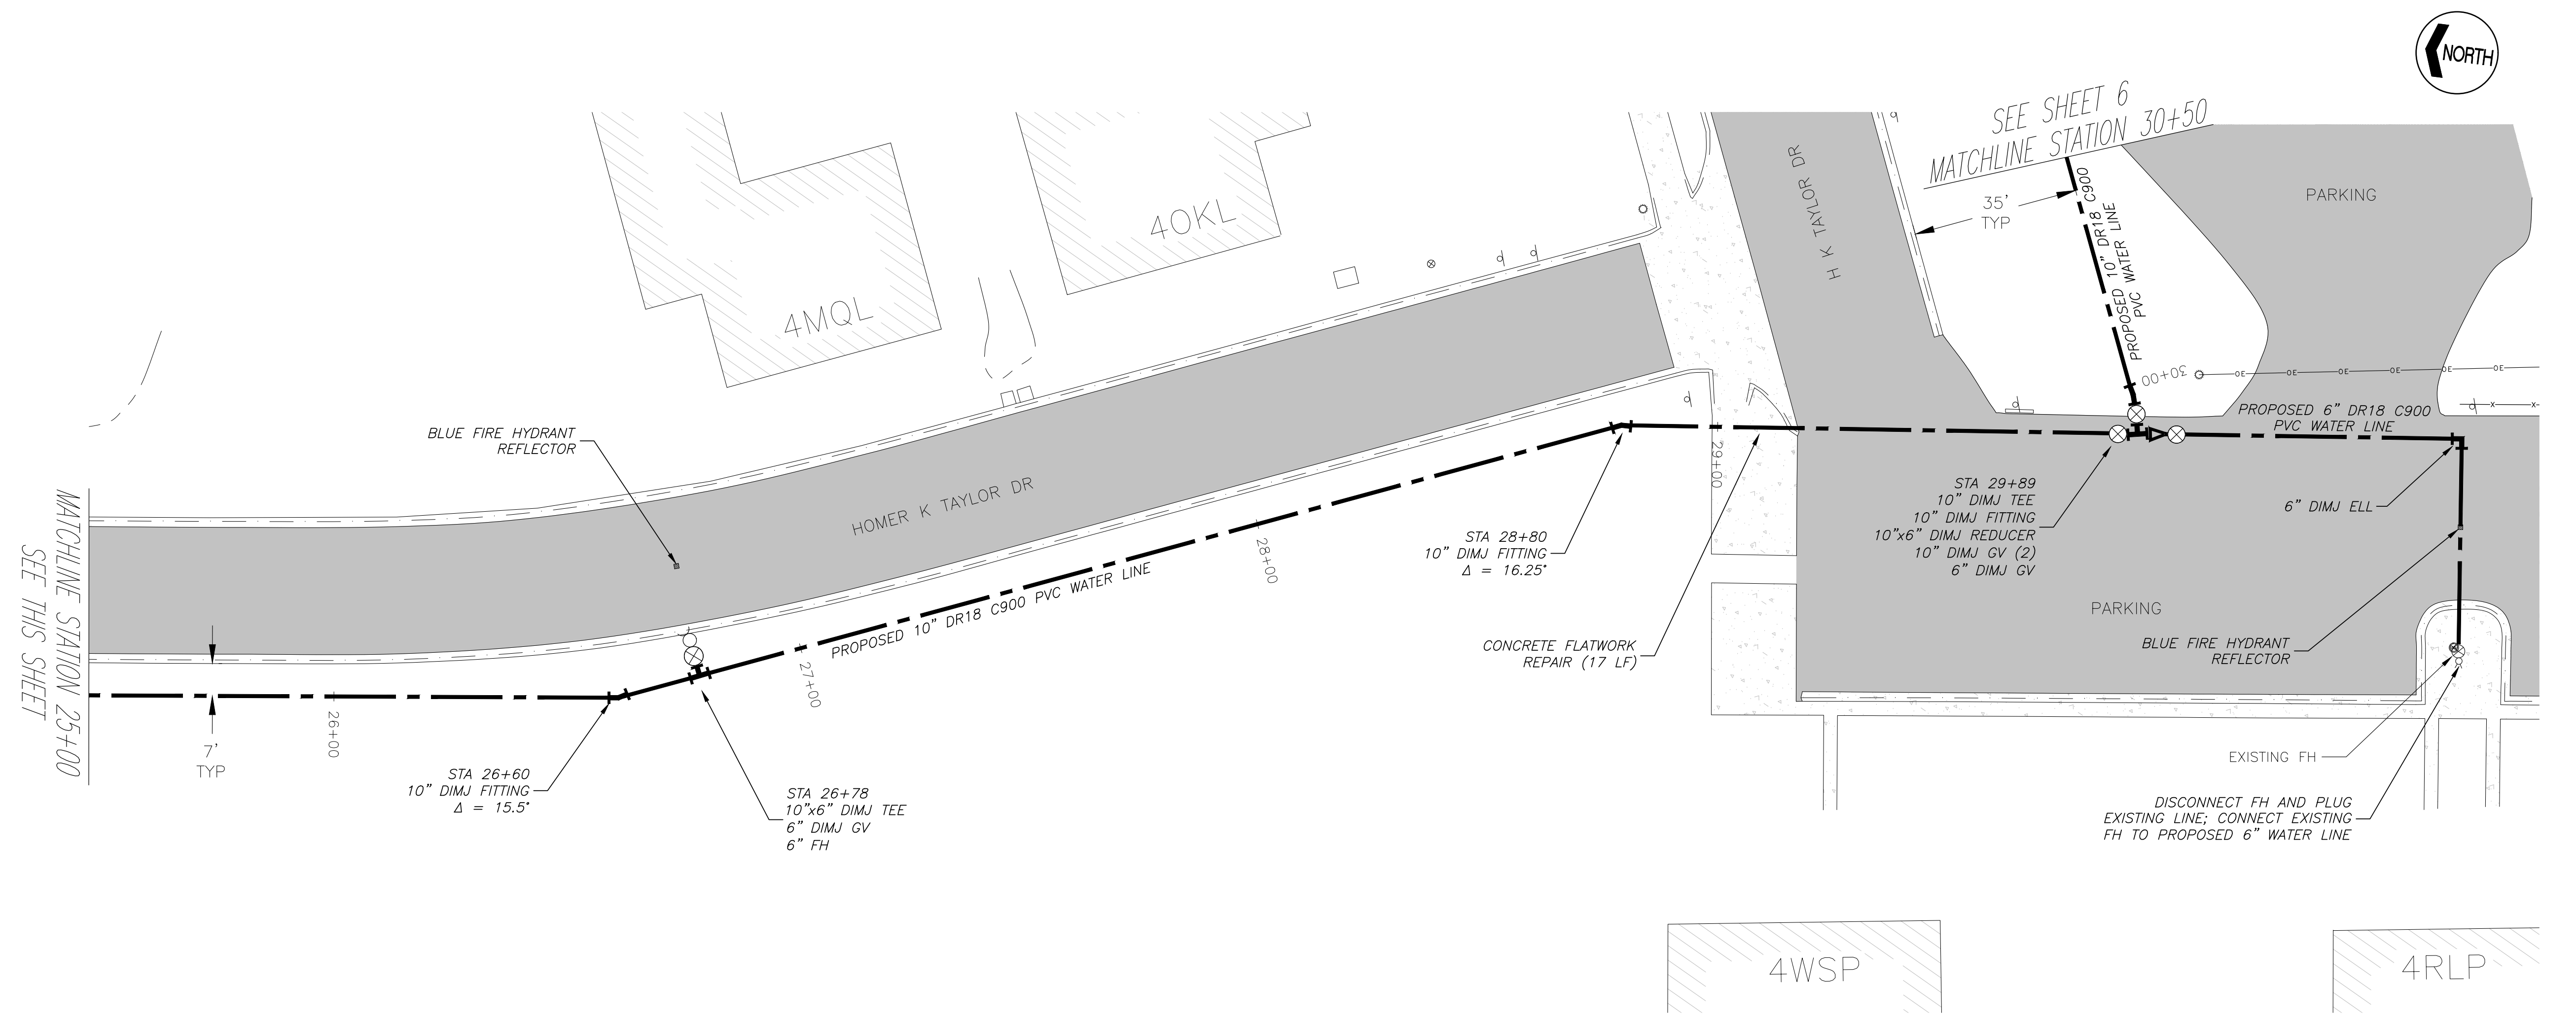 NORTH
SEE SHEET 6
MATCHLINE STATION 30+50
35'
TYP
PROPOSED 10" DR18 C900
PVC WATER LINE
H K TAYLOR DR
PARKING
4MQL
4OKL
30+00
OE OE OE OE OE OE
X X
PROPOSED 6" DR18 C900
PVC WATER LINE
BLUE FIRE HYDRANT
REFLECTOR
HOMER K TAYLOR DR
29+00
28+00
27+00
26+00
PROPOSED 10" DR18 C900 PVC WATER LINE
MATCHLINE STATION 25+00
SEE THIS SHEET
7'
TYP
STA 26+60
10" DIMJ FITTING
Δ = 15.5°
STA 26+78
10"x6" DIMJ TEE
6" DIMJ GV
6" FH
STA 28+80
10" DIMJ FITTING
Δ = 16.25°
CONCRETE FLATWORK
REPAIR (17 LF)
STA 29+89
10" DIMJ TEE
10" DIMJ FITTING
10"x6" DIMJ REDUCER
10" DIMJ GV (2)
6" DIMJ GV
6" DIMJ ELL
PARKING
BLUE FIRE HYDRANT
REFLECTOR
EXISTING FH
DISCONNECT FH AND PLUG
EXISTING LINE; CONNECT EXISTING
FH TO PROPOSED 6" WATER LINE
4WSP
4RLP